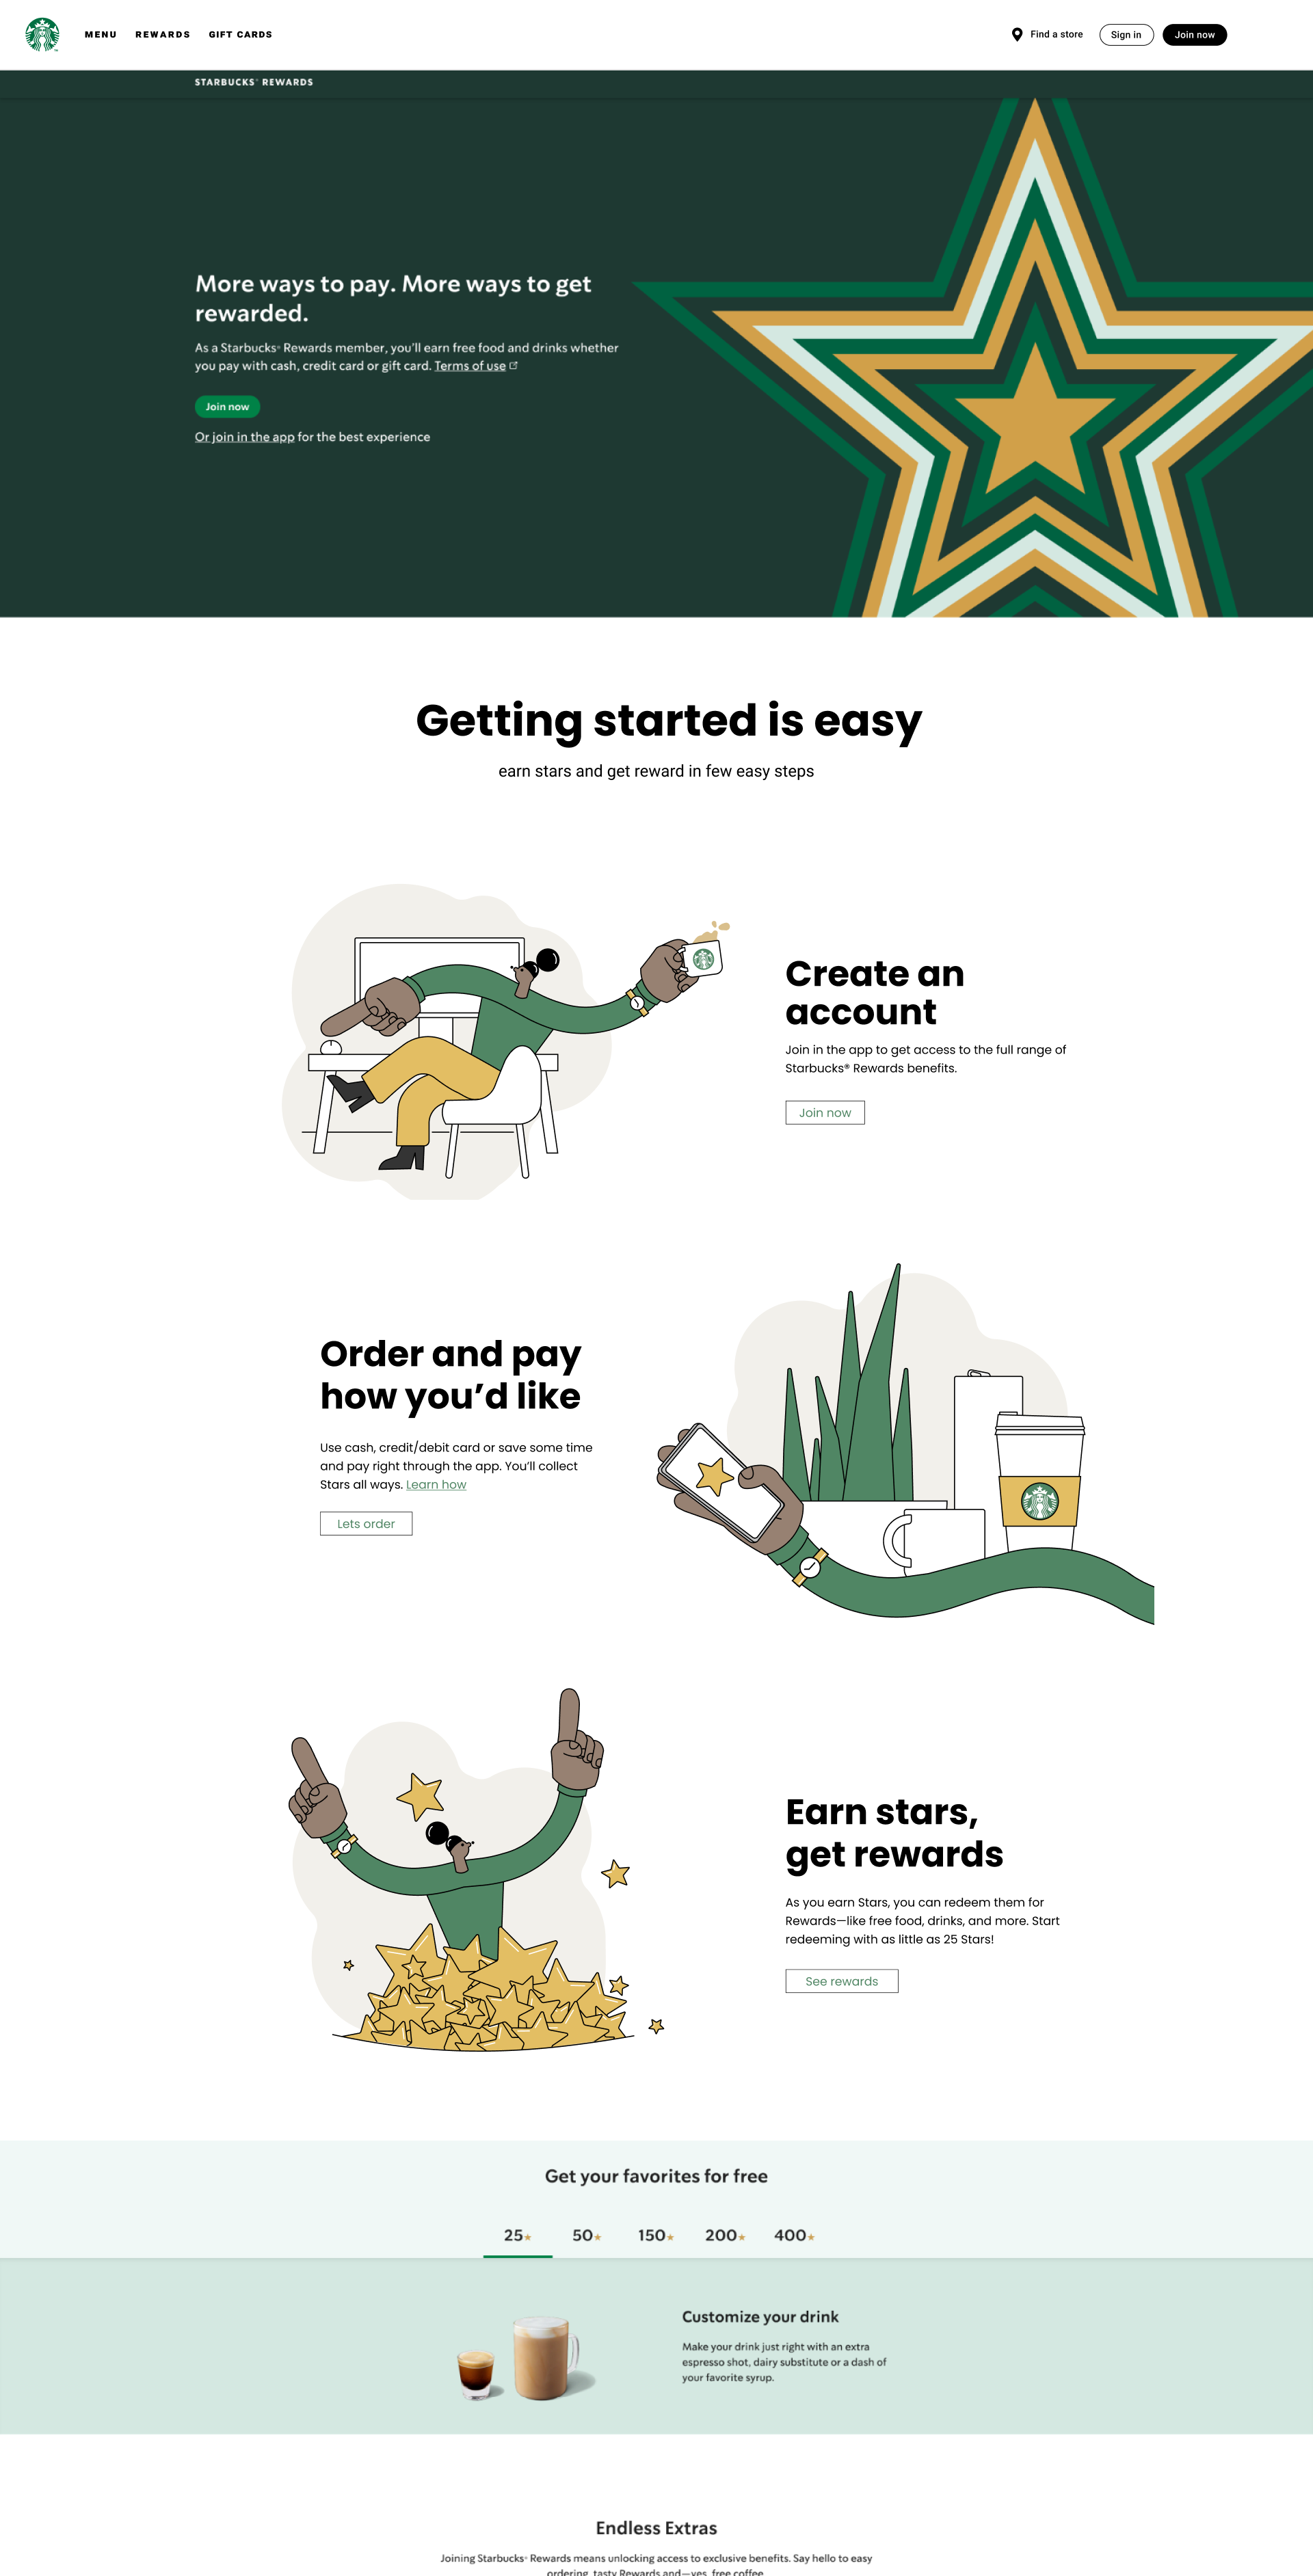 MENU REWARDS GIFT CARDS Find a store Sign in Join now
STARBUCKS® REWARDS
More ways to pay. More ways to get
rewarded.
As a Starbucks® Rewards member, you'll earn free food and drinks whether
you pay with cash, credit card or gift card. Terms of use
Join now
Or join in the app for the best experience
Getting started is easy
earn stars and get reward in few easy steps
Create an
account
Join in the app to get access to the full range of
Starbucks® Rewards benefits.
Join now
Order and pay
how you'd like
Use cash, credit/debit card or save some time
and pay right through the app. You'll collect
Stars all ways. Learn how
Lets order
Earn stars,
get rewards
As you earn Stars, you can redeem them for
Rewards—like free food, drinks, and more. Start
redeeming with as little as 25 Stars!
See rewards
Get your favorites for free
25★ 50★ 150★ 200★ 400★
Customize your drink
Make your drink just right with an extra
espresso shot, dairy substitute or a dash of
your favorite syrup.
Endless Extras
Joining Starbucks® Rewards means unlocking access to exclusive benefits. Say hello to easy
ordering, tasty Rewards and—yes, free coffee.